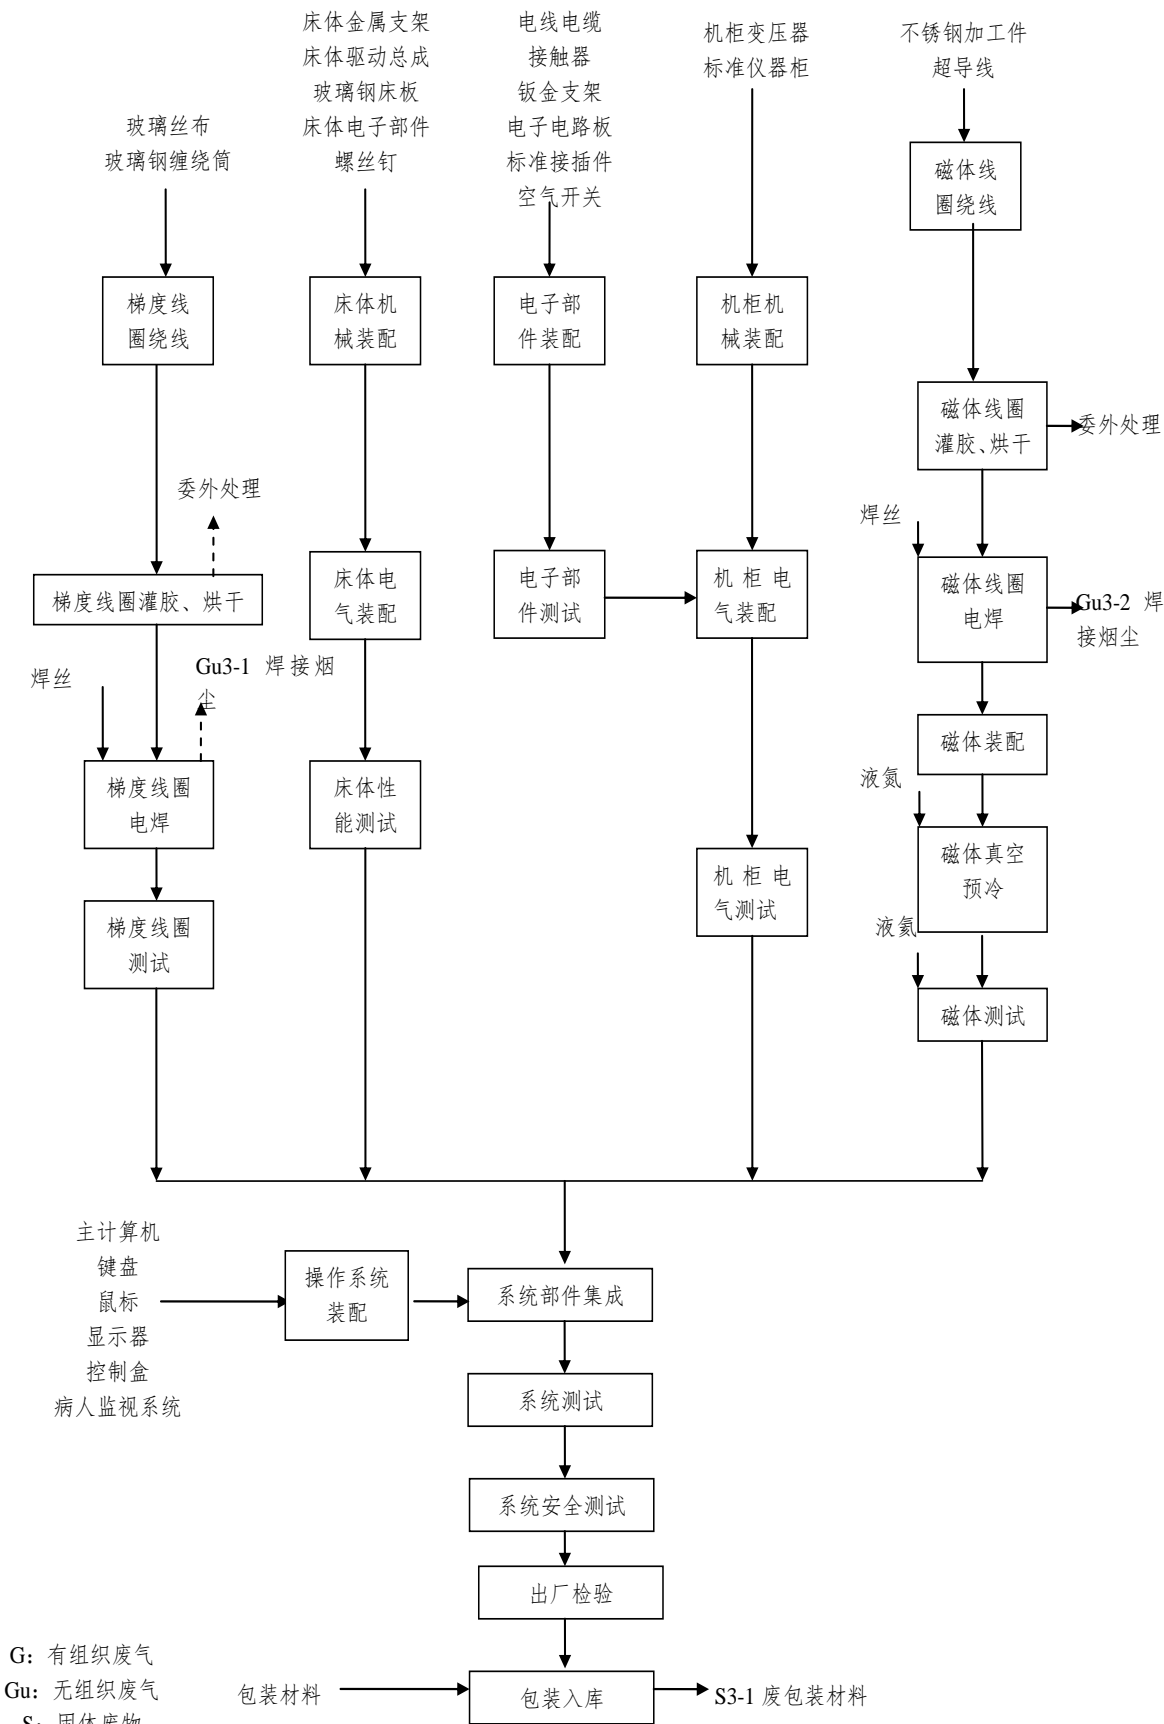 床体金属支架
床体驱动总成
玻璃钢床板
床体电子部件
螺丝钉
电线电缆
接触器
钣金支架
电子电路板
标准接插件
空气开关
机柜变压器
标准仪器柜
不锈钢加工件
超导线
玻璃丝布
玻璃钢缠绕筒
磁体线
圈绕线
梯度线
圈绕线
床体机
械装配
电子部
件装配
机柜机
械装配
磁体线圈
灌胶、烘干
委外处理
委外处理
焊丝
梯度线圈灌胶、烘干
床体电
气装配
电子部
件测试
机柜电
气装配
磁体线圈
电焊
Gu3-2 焊
接烟尘
焊丝
Gu3-1 焊接烟
尘
磁体装配
液氮
梯度线圈
电焊
床体性
能测试
机柜电
气测试
磁体真空
预冷
液氦
梯度线圈
测试
磁体测试
主计算机
键盘
鼠标
显示器
控制盒
病人监视系统
操作系统
装配
系统部件集成
系统测试
系统安全测试
出厂检验
G：有组织废气
Gu：无组织废气
S：固体废物
包装材料
包装入库
S3-1 废包装材料